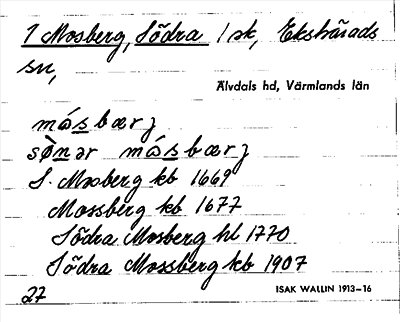 1 Mosberg, Södra /sk, Ekshärads
sn,
Älvdals hd, Värmlands län
måsbærj
sønər måsbærj
S. Mosberg kb 1669
Mossberg kb 1677
Södra Mosberg hl 1770
Södra Mossberg kb 1907
27
ISAK WALLIN 1913–16